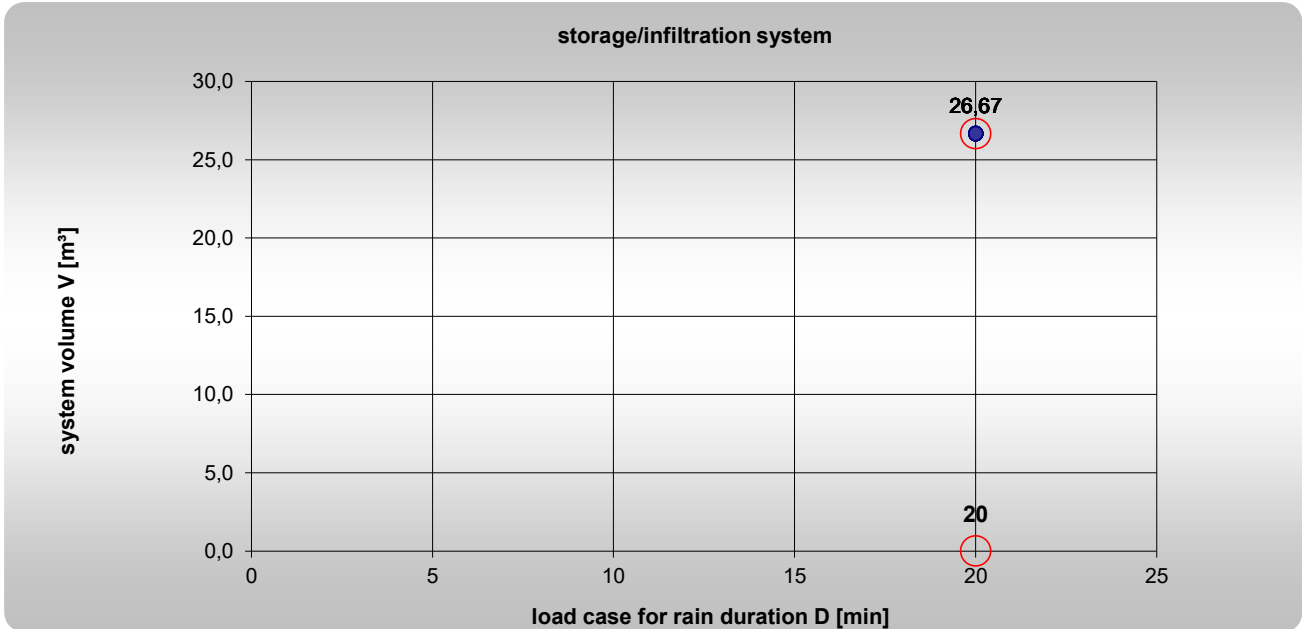 storage/infiltration system
30,0
26,67
25,0
20,0
system volume V [m³]
15,0
10,0
5,0
20
0,0
0 5 10 15 20 25
load case for rain duration D [min]